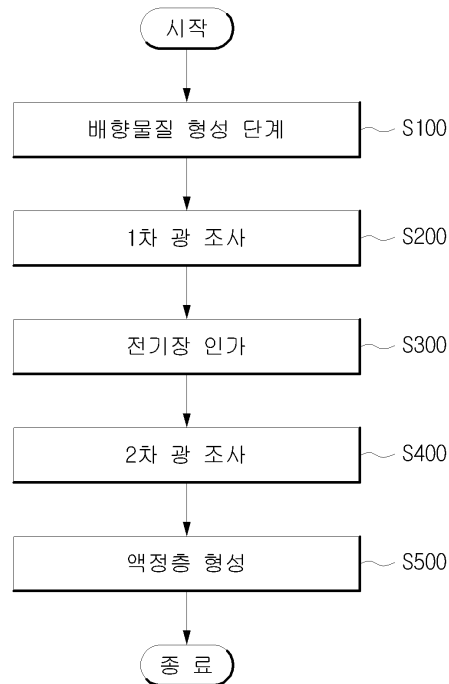 시작
배향물질 형성 단계 S100
1차 광 조사 S200
전기장 인가 S300
2차 광 조사 S400
액정층 형성 S500
종 료